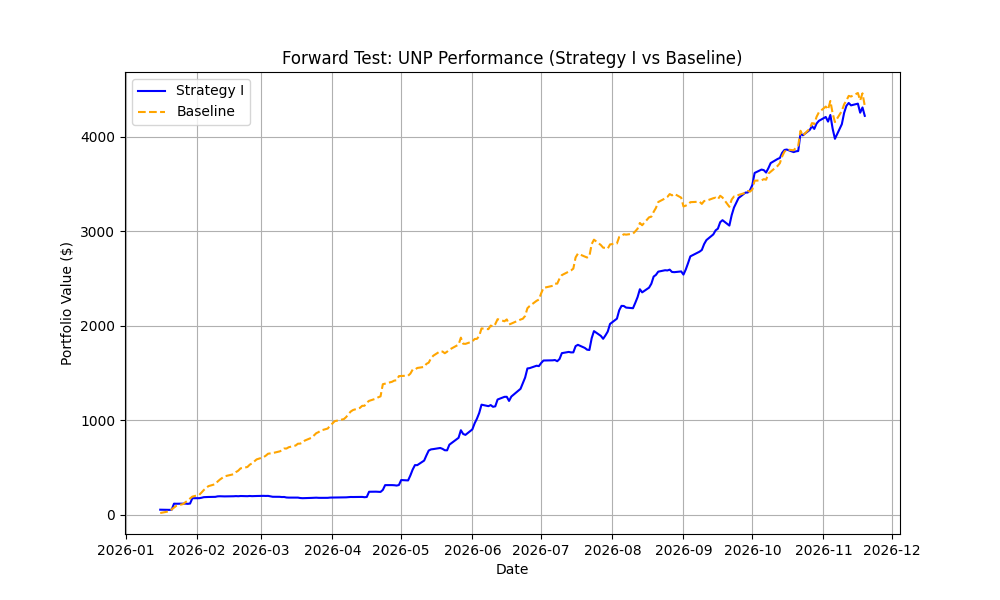 Forward Test: UNP Performance (Strategy I vs Baseline)
Strategy I
Baseline
Portfolio Value ($)
4000
3000
2000
1000
0
2026-01 2026-02 2026-03 2026-04 2026-05 2026-06 2026-07 2026-08 2026-09 2026-10 2026-11 2026-12
Date